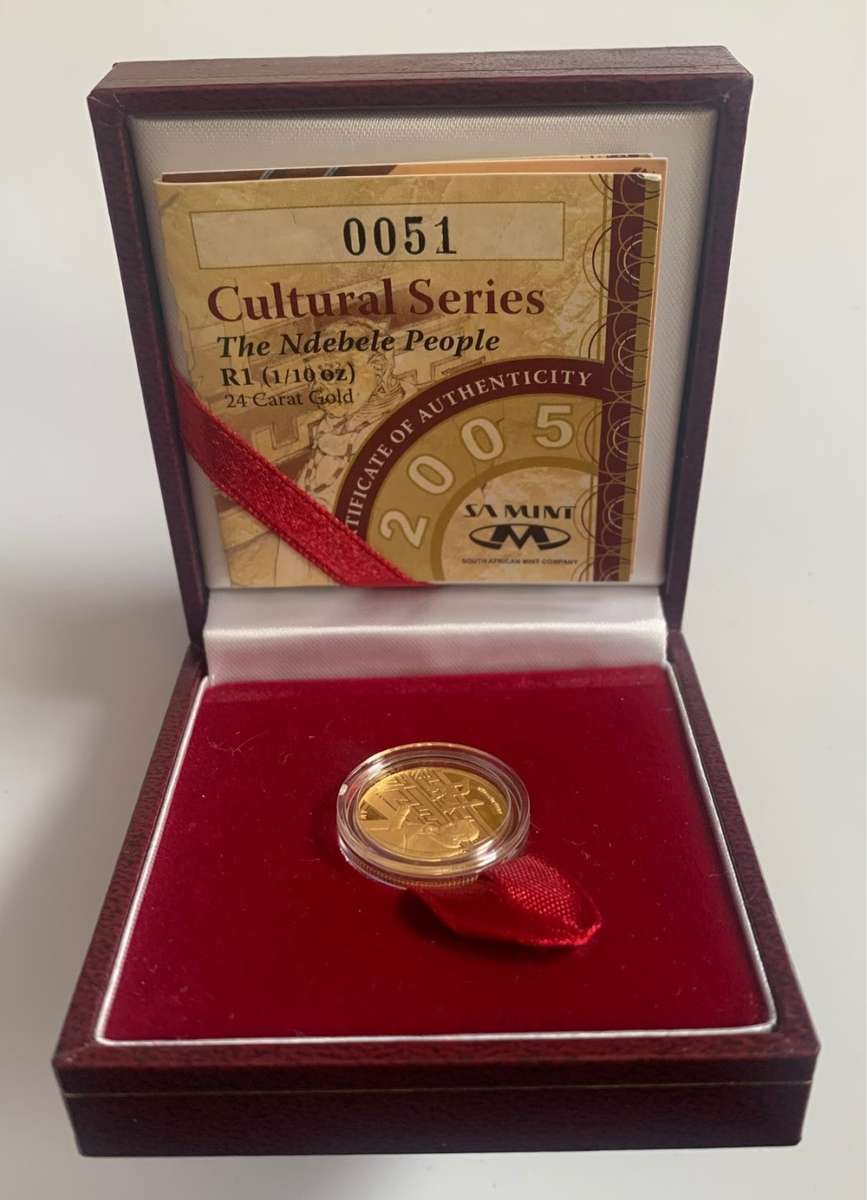 0051
Cultural Series
The Ndebele People
R1 (1/10 oz)
24 Carat Gold
TIFICATE OF AUTHENTICITY
2005
SA MINT
SOUTH AFRICAN MINT COMPANY